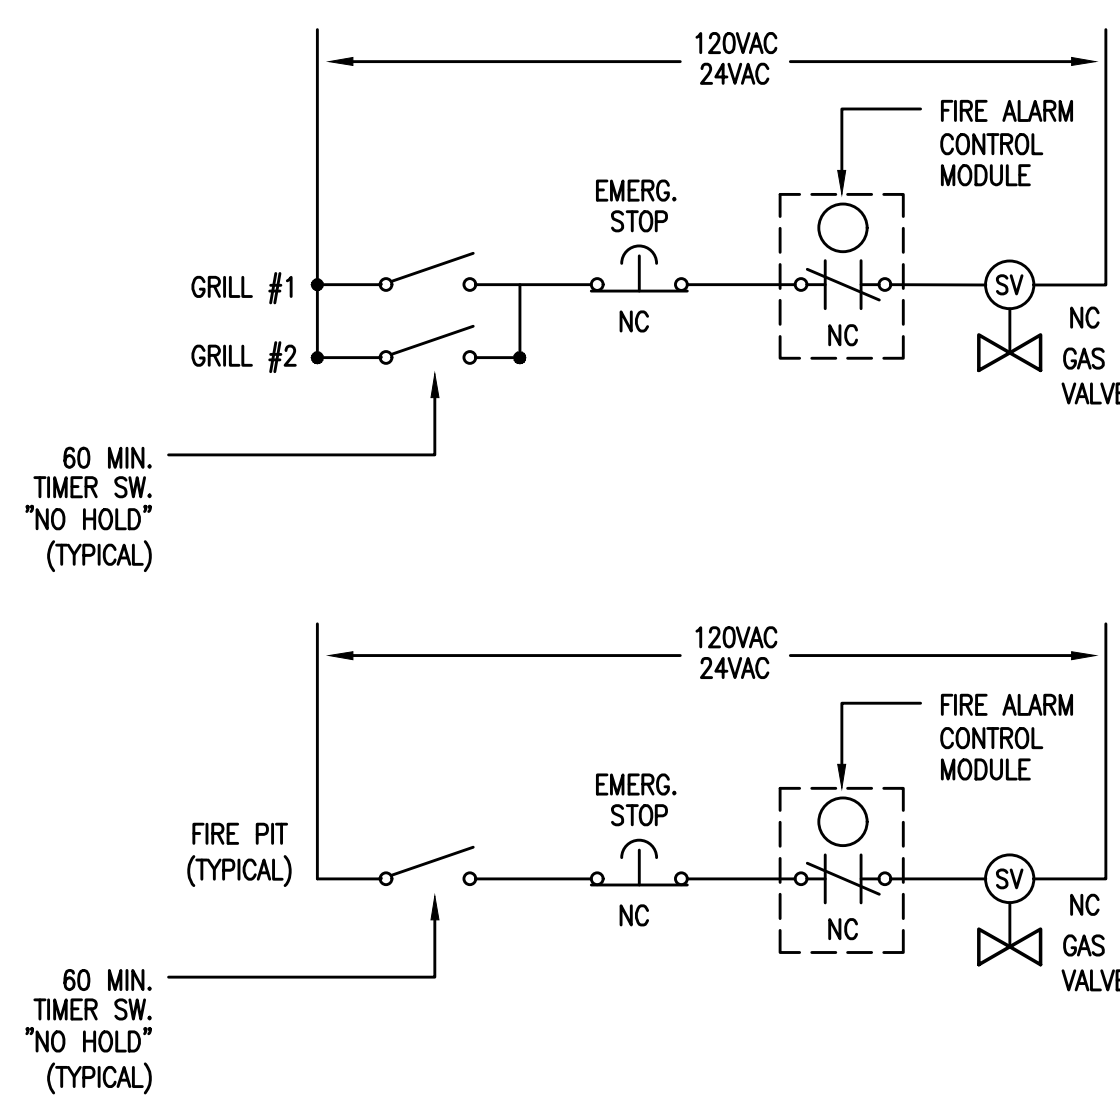 120VAC
24VAC
FIRE ALARM
CONTROL
MODULE
EMERG.
STOP
GRILL #1
SV
NC
NC
NC
GRILL #2
GAS
60 MIN.
TIMER SW.
"NO HOLD"
(TYPICAL)
120VAC
24VAC
FIRE ALARM
CONTROL
MODULE
EMERG.
STOP
FIRE PIT
(TYPICAL)
SV
NC
NC
NC
GAS
60 MIN.
TIMER SW.
"NO HOLD"
(TYPICAL)